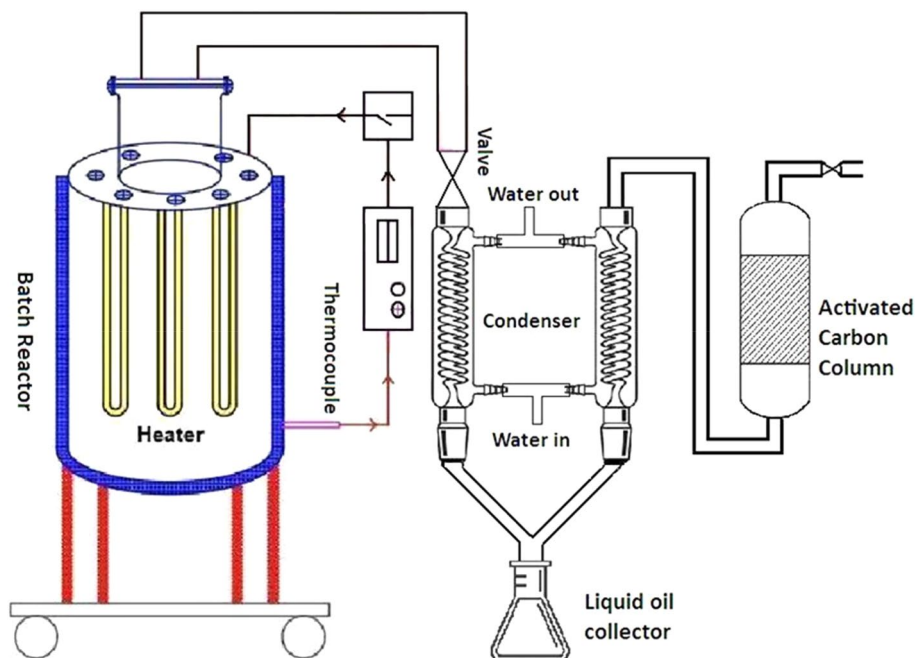 Valve
Water out
Batch Reactor
Thermocouple
Condenser
Activated
Carbon
Column
Heater
Water in
Liquid oil
collector